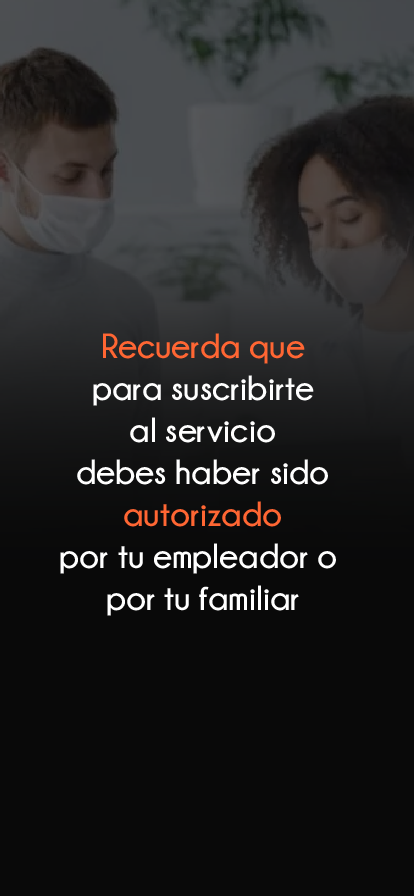 Recuerda que
para suscribirte
al servicio
debes haber sido
autorizado
por tu empleador o
por tu familiar